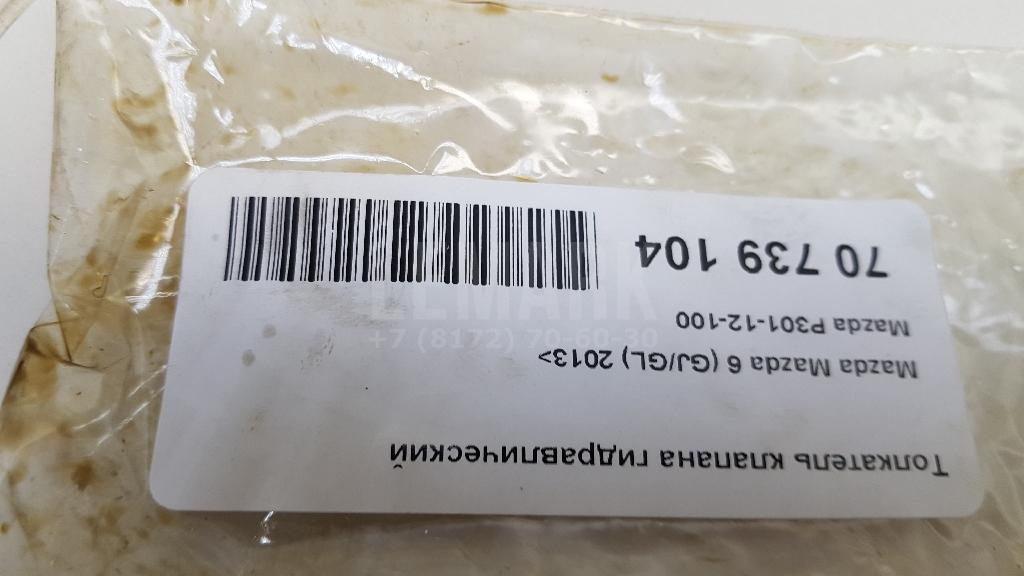 Толкатель клапана гидравлический
Mazda Mazda 6 (GJ/GL) 2013>
Mazda P301-12-100
70 739 104
LEMARK
+7 (8172) 70-60-30